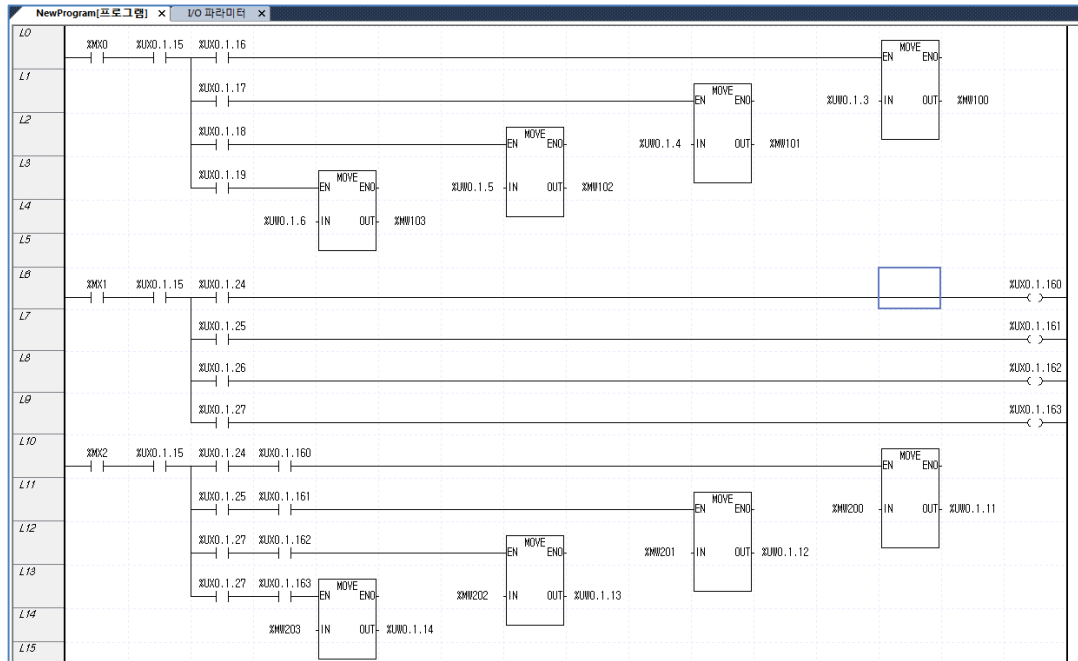 NewProgram[프로그램] × I/O 파라미터 ×
L0
%MX0 %UX0.1.15 %UX0.1.16 MOVE
EN ENO
L1
%UX0.1.17 MOVE
EN ENO %UW0.1.3 IN OUT %MW100
L2
%UX0.1.18 MOVE
EN ENO %UW0.1.4 IN OUT %MW101
L3
%UX0.1.19 MOVE
EN ENO %UW0.1.5 IN OUT %MW102
L4
%UW0.1.6 IN OUT %MW103
L5
L6
%MX1 %UX0.1.15 %UX0.1.24 %UX0.1.160
L7
%UX0.1.25 %UX0.1.161
L8
%UX0.1.26 %UX0.1.162
L9
%UX0.1.27 %UX0.1.163
L10
%MX2 %UX0.1.15 %UX0.1.24 %UX0.1.160 MOVE
EN ENO
L11
%UX0.1.25 %UX0.1.161 MOVE
EN ENO %MW200 IN OUT %UW0.1.11
L12
%UX0.1.27 %UX0.1.162 MOVE
EN ENO %MW201 IN OUT %UW0.1.12
L13
%UX0.1.27 %UX0.1.163 MOVE
EN ENO %MW202 IN OUT %UW0.1.13
L14
%MW203 IN OUT %UW0.1.14
L15